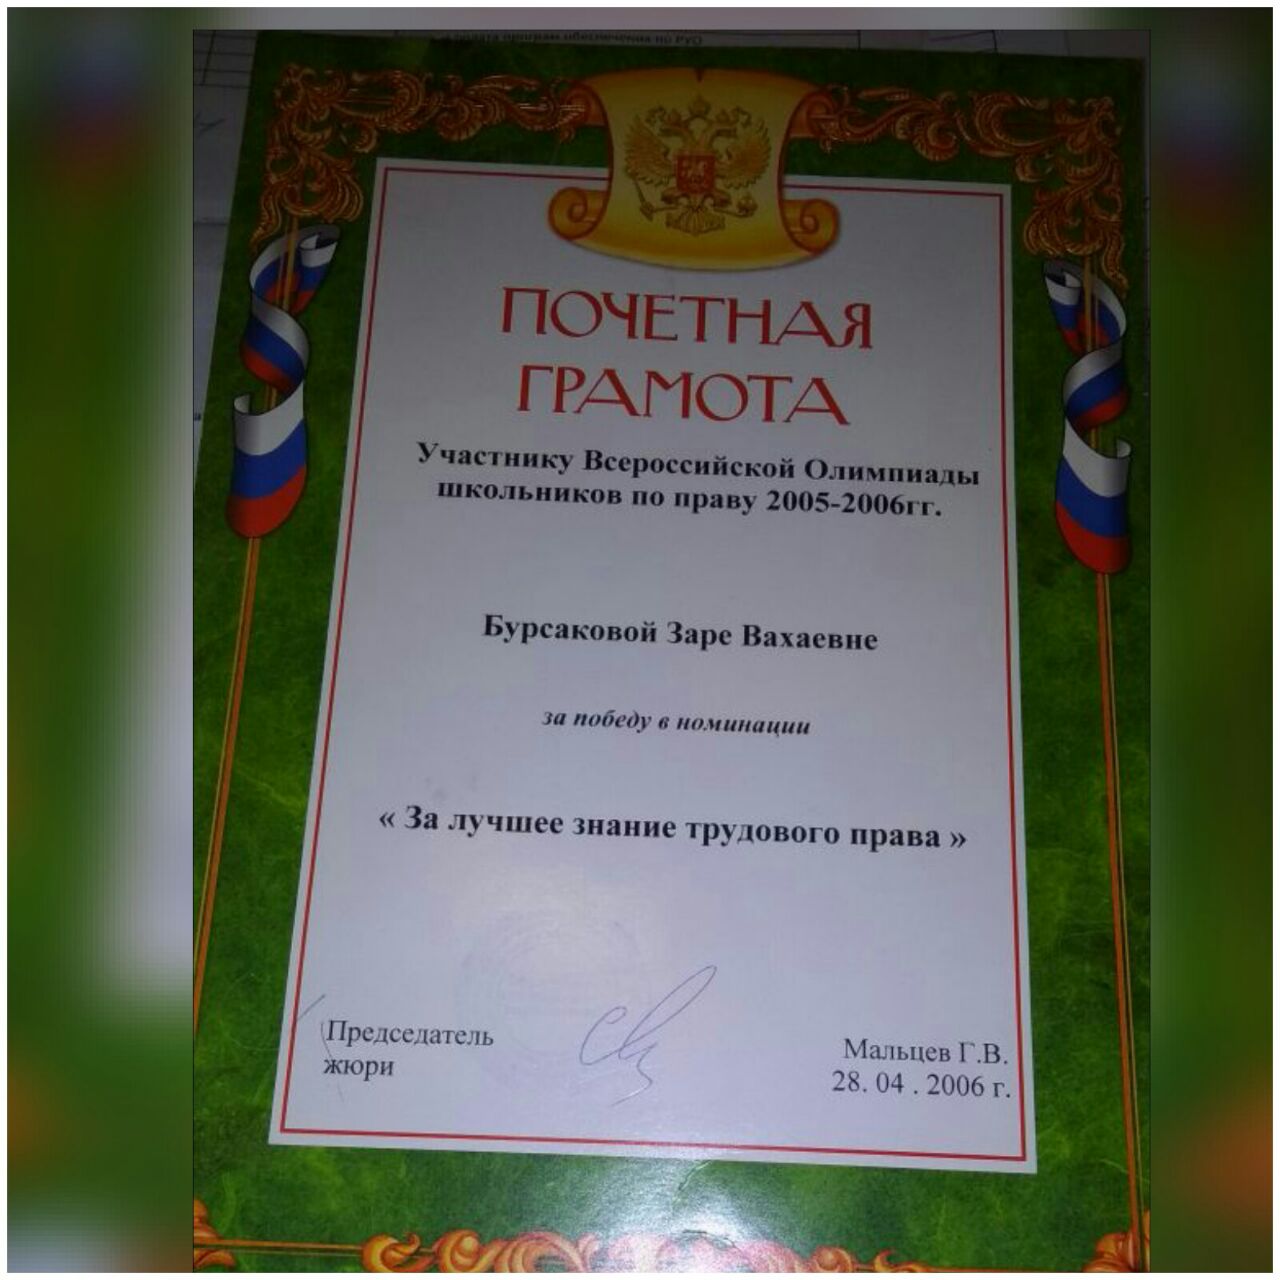 ПОЧЕТНАЯ
ГРАМОТА
Участнику Всероссийской Олимпиады
школьников по праву 2005-2006гг.
Бурсаковой Заре Вахаевне
за победу в номинации
« За лучшее знание трудового права »
Председатель
жюри
Мальцев Г.В.
28. 04 . 2006 г.